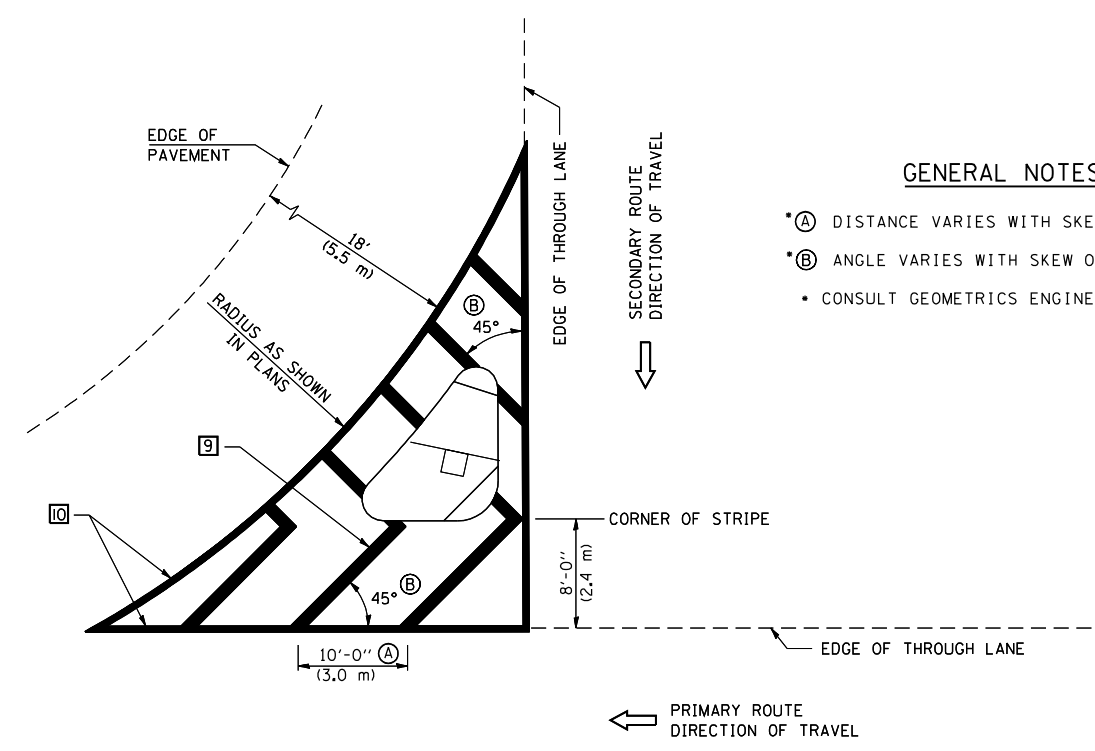 EDGE OF
PAVEMENT
18'
(5.5 m)
RADIUS AS SHOWN
IN PLANS
9
10
B
45°
45° B
EDGE OF THROUGH LANE
SECONDARY ROUTE
DIRECTION OF TRAVEL
GENERAL NOTES
*A DISTANCE VARIES WITH SKE
*B ANGLE VARIES WITH SKEW O
* CONSULT GEOMETRICS ENGINE
CORNER OF STRIPE
8'-0"
(2.4 m)
10'-0" A
(3.0 m)
EDGE OF THROUGH LANE
PRIMARY ROUTE
DIRECTION OF TRAVEL